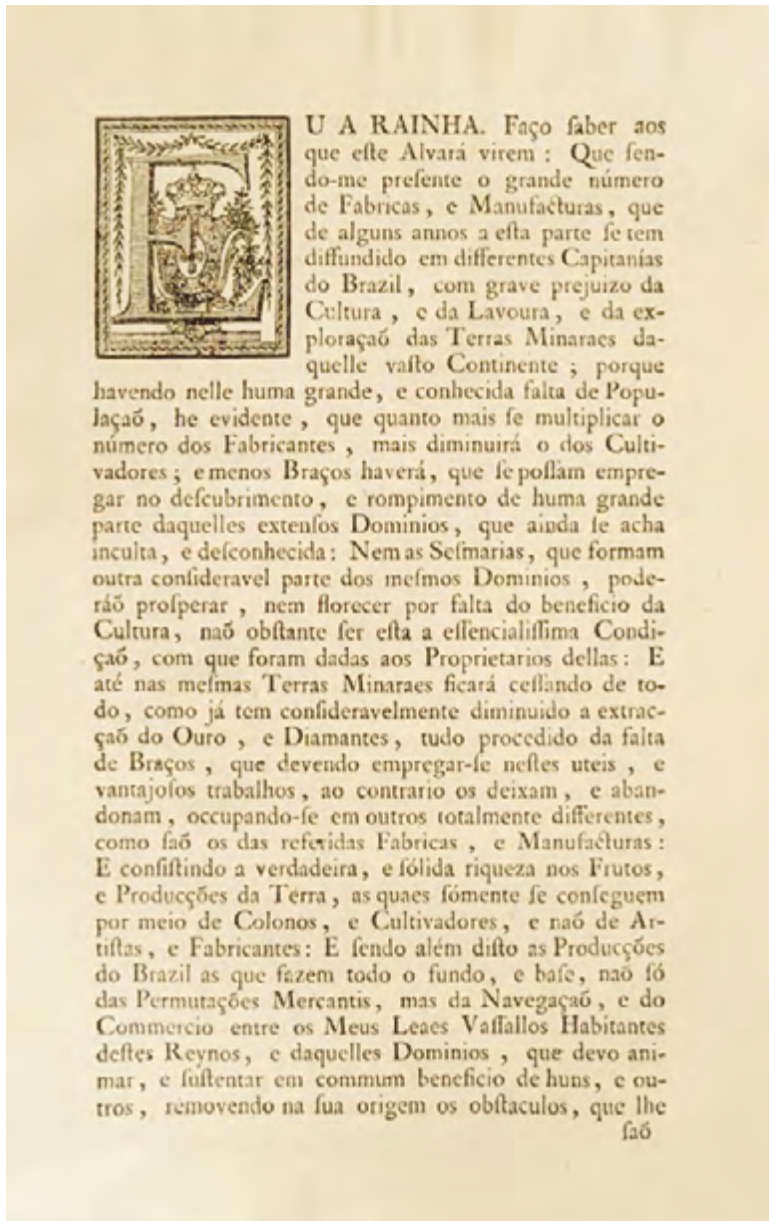 EU A RAINHA. Faço ſaber aos
que eſte Alvará virem : Que ſen-
do-me preſente o grande número
de Fabricas, e Manufacturas, que
de alguns annos a eſta parte ſe tem
diffundido em differentes Capitanías
do Brazil, com grave prejuizo da
Cultura, e da Lavoura, e da ex-
ploraçaõ das Terras Minaraes da-
quelle vaſto Continente ; porque
havendo nelle huma grande, e conhecida falta de Popu-
laçaõ, he evidente, que quanto mais ſe multiplicar o
número dos Fabricantes, mais diminuirá o dos Culti-
vadores ; e menos Braços haverá, que ſe poſſam empre-
gar no deſcubrimento, e rompimento de huma grande
parte daquelles extenſos Dominios, que ainda ſe acha
inculta, e deſconhecida: Nem as Seſmarias, que formam
outra conſideravel parte dos meſmos Dominios, pode-
ráõ proſperar, nem florecer por falta do beneficio da
Cultura, naõ obſtante ſer eſta a eſſencialiſſima Condi-
çaõ, com que foram dadas aos Proprietarios dellas: E
até nas meſmas Terras Minaraes ficará ceſſando de to-
do, como já tem conſideravelmente diminuido a extrac-
çaõ do Ouro, e Diamantes, tudo procedido da falta
de Braços, que devendo empregar-ſe neſtes uteis, e
vantajoſos trabalhos, ao contrario os deixam, e aban-
donam, occupando-ſe em outros totalmente differentes,
como ſaõ os das referidas Fabricas, e Manufacturas:
E conſiſtindo a verdadeira, e ſólida riqueza nos Frutos,
e Producções da Terra, as quaes ſómente ſe conſeguem
por meio de Colonos, e Cultivadores, e naõ de Ar-
tiſtas, e Fabricantes: E ſendo além diſto as Producções
do Brazil as que fazem todo o fundo, e baſe, naõ ſó
das Permutações Mercantis, mas da Navegaçaõ, e do
Commercio entre os Meus Leaes Vaſſallos Habitantes
deſtes Reynos, e daquelles Dominios, que devo ani-
mar, e ſuſtentar em commum beneficio de huns, e ou-
tros, removendo na ſua origem os obſtaculos, que lhe
ſaõ